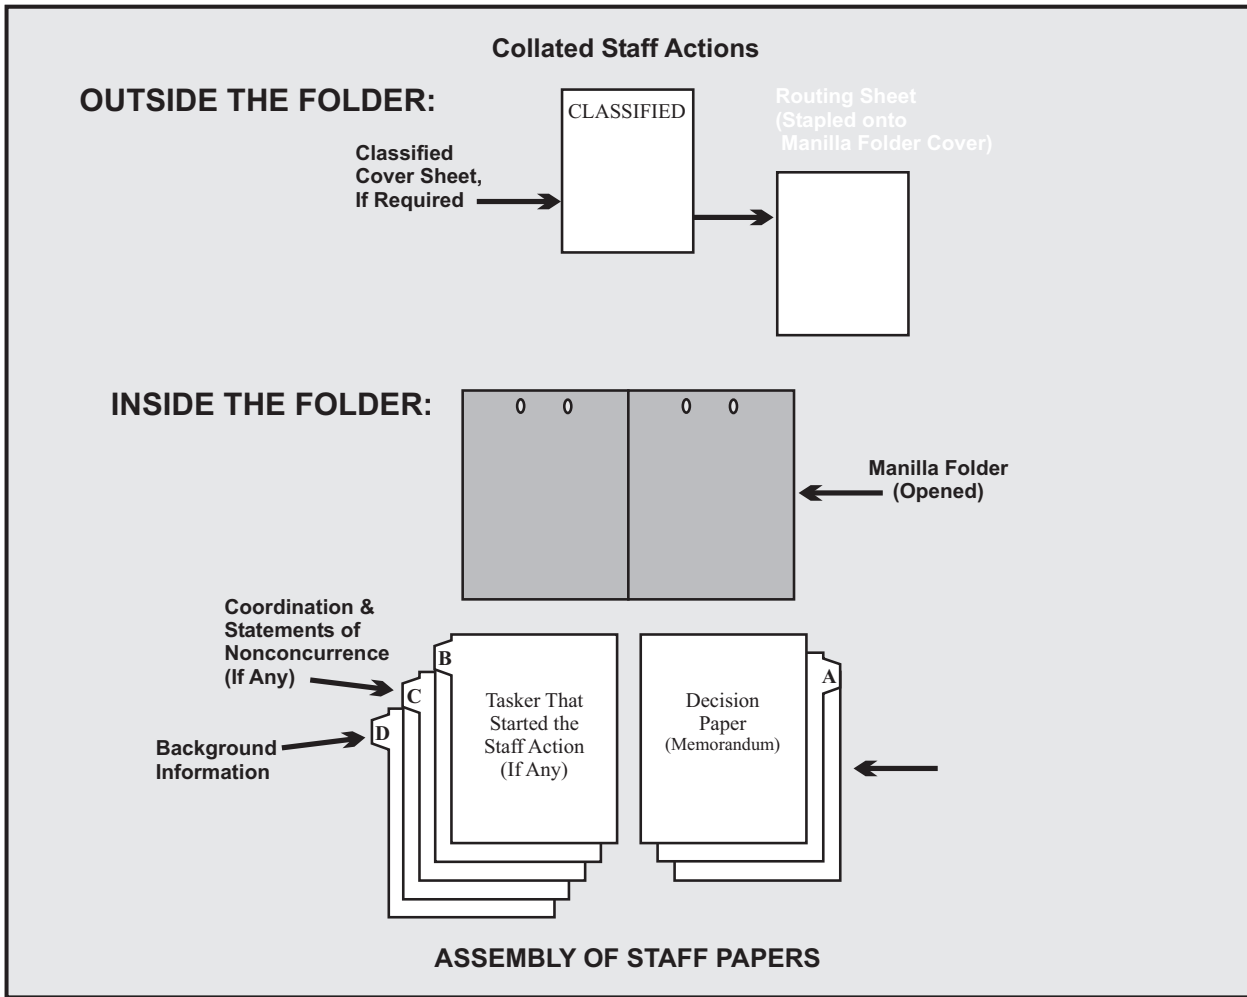 Collated Staff Actions
OUTSIDE THE FOLDER:
CLASSIFIED
Routing Sheet
(Stapled onto
Manilla Folder Cover)
Classified
Cover Sheet,
If Required
INSIDE THE FOLDER:
Manilla Folder
(Opened)
Coordination &
Statements of
Nonconcurrence
(If Any)
Background
Information
B
C
D
Tasker That
Started the
Staff Action
(If Any)
Decision
Paper
(Memorandum)
A
ASSEMBLY OF STAFF PAPERS